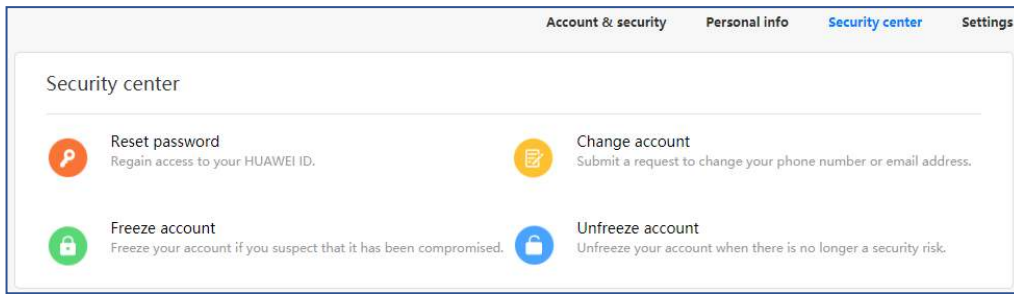 Account & security Personal info Security center Settings
Security center
Reset password
Regain access to your HUAWEI ID.
Change account
Submit a request to change your phone number or email address.
Freeze account
Freeze your account if you suspect that it has been compromised.
Unfreeze account
Unfreeze your account when there is no longer a security risk.